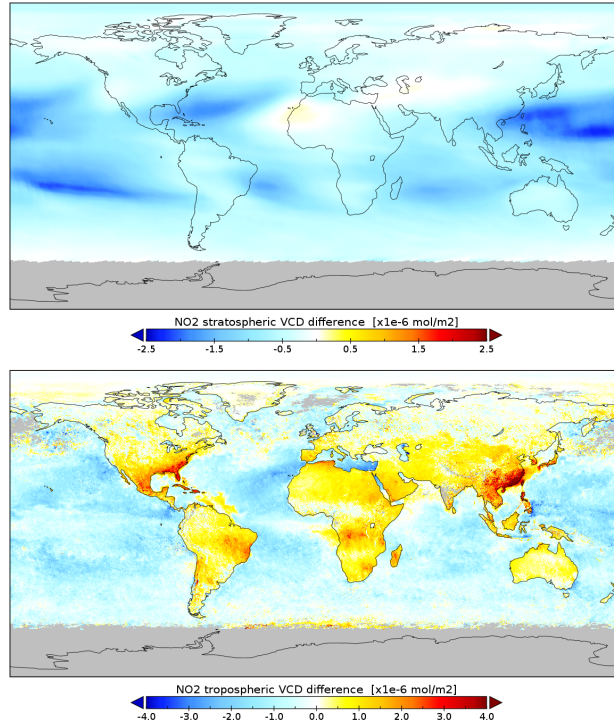 NO2 stratospheric VCD difference [x1e-6 mol/m2]
-2.5 -1.5 -0.5 0.5 1.5 2.5
NO2 tropospheric VCD difference [x1e-6 mol/m2]
-4.0 -3.0 -2.0 -1.0 0.0 1.0 2.0 3.0 4.0